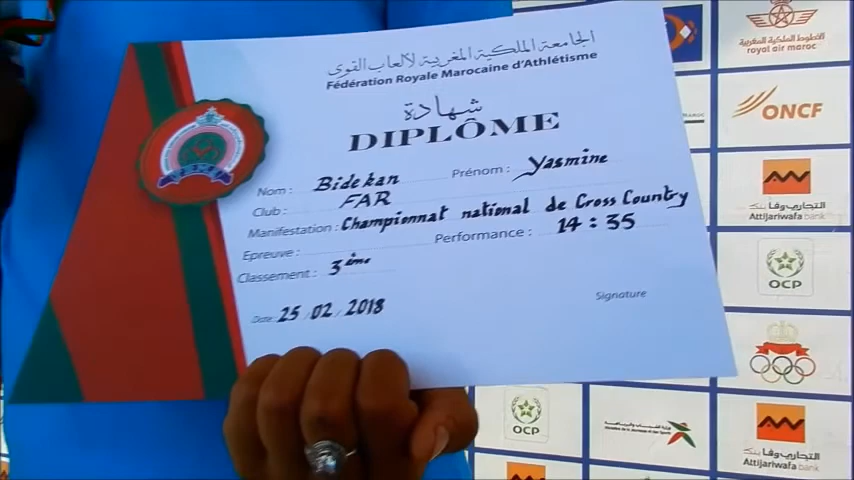 الجامعة الملكية المغربية لألعاب القوى
Fédération Royale Marocaine d'Athlétisme
شهادة
DIPLÔME
Nom : Bidekan Prénom : Yasmine
Club : FAR
Manifestation : Championnat national de Cross Country
Epreuve : Performance : 14 : 35
Classement : 3ème
Date : 25/02/2018 Signature
الخطوط الملكية المغربية
royal air maroc
MAROC
ONCF
التجاري وفا بنك
Attijariwafa bank
OCP
OCP
التجاري وفا بنك
Attijariwafa bank